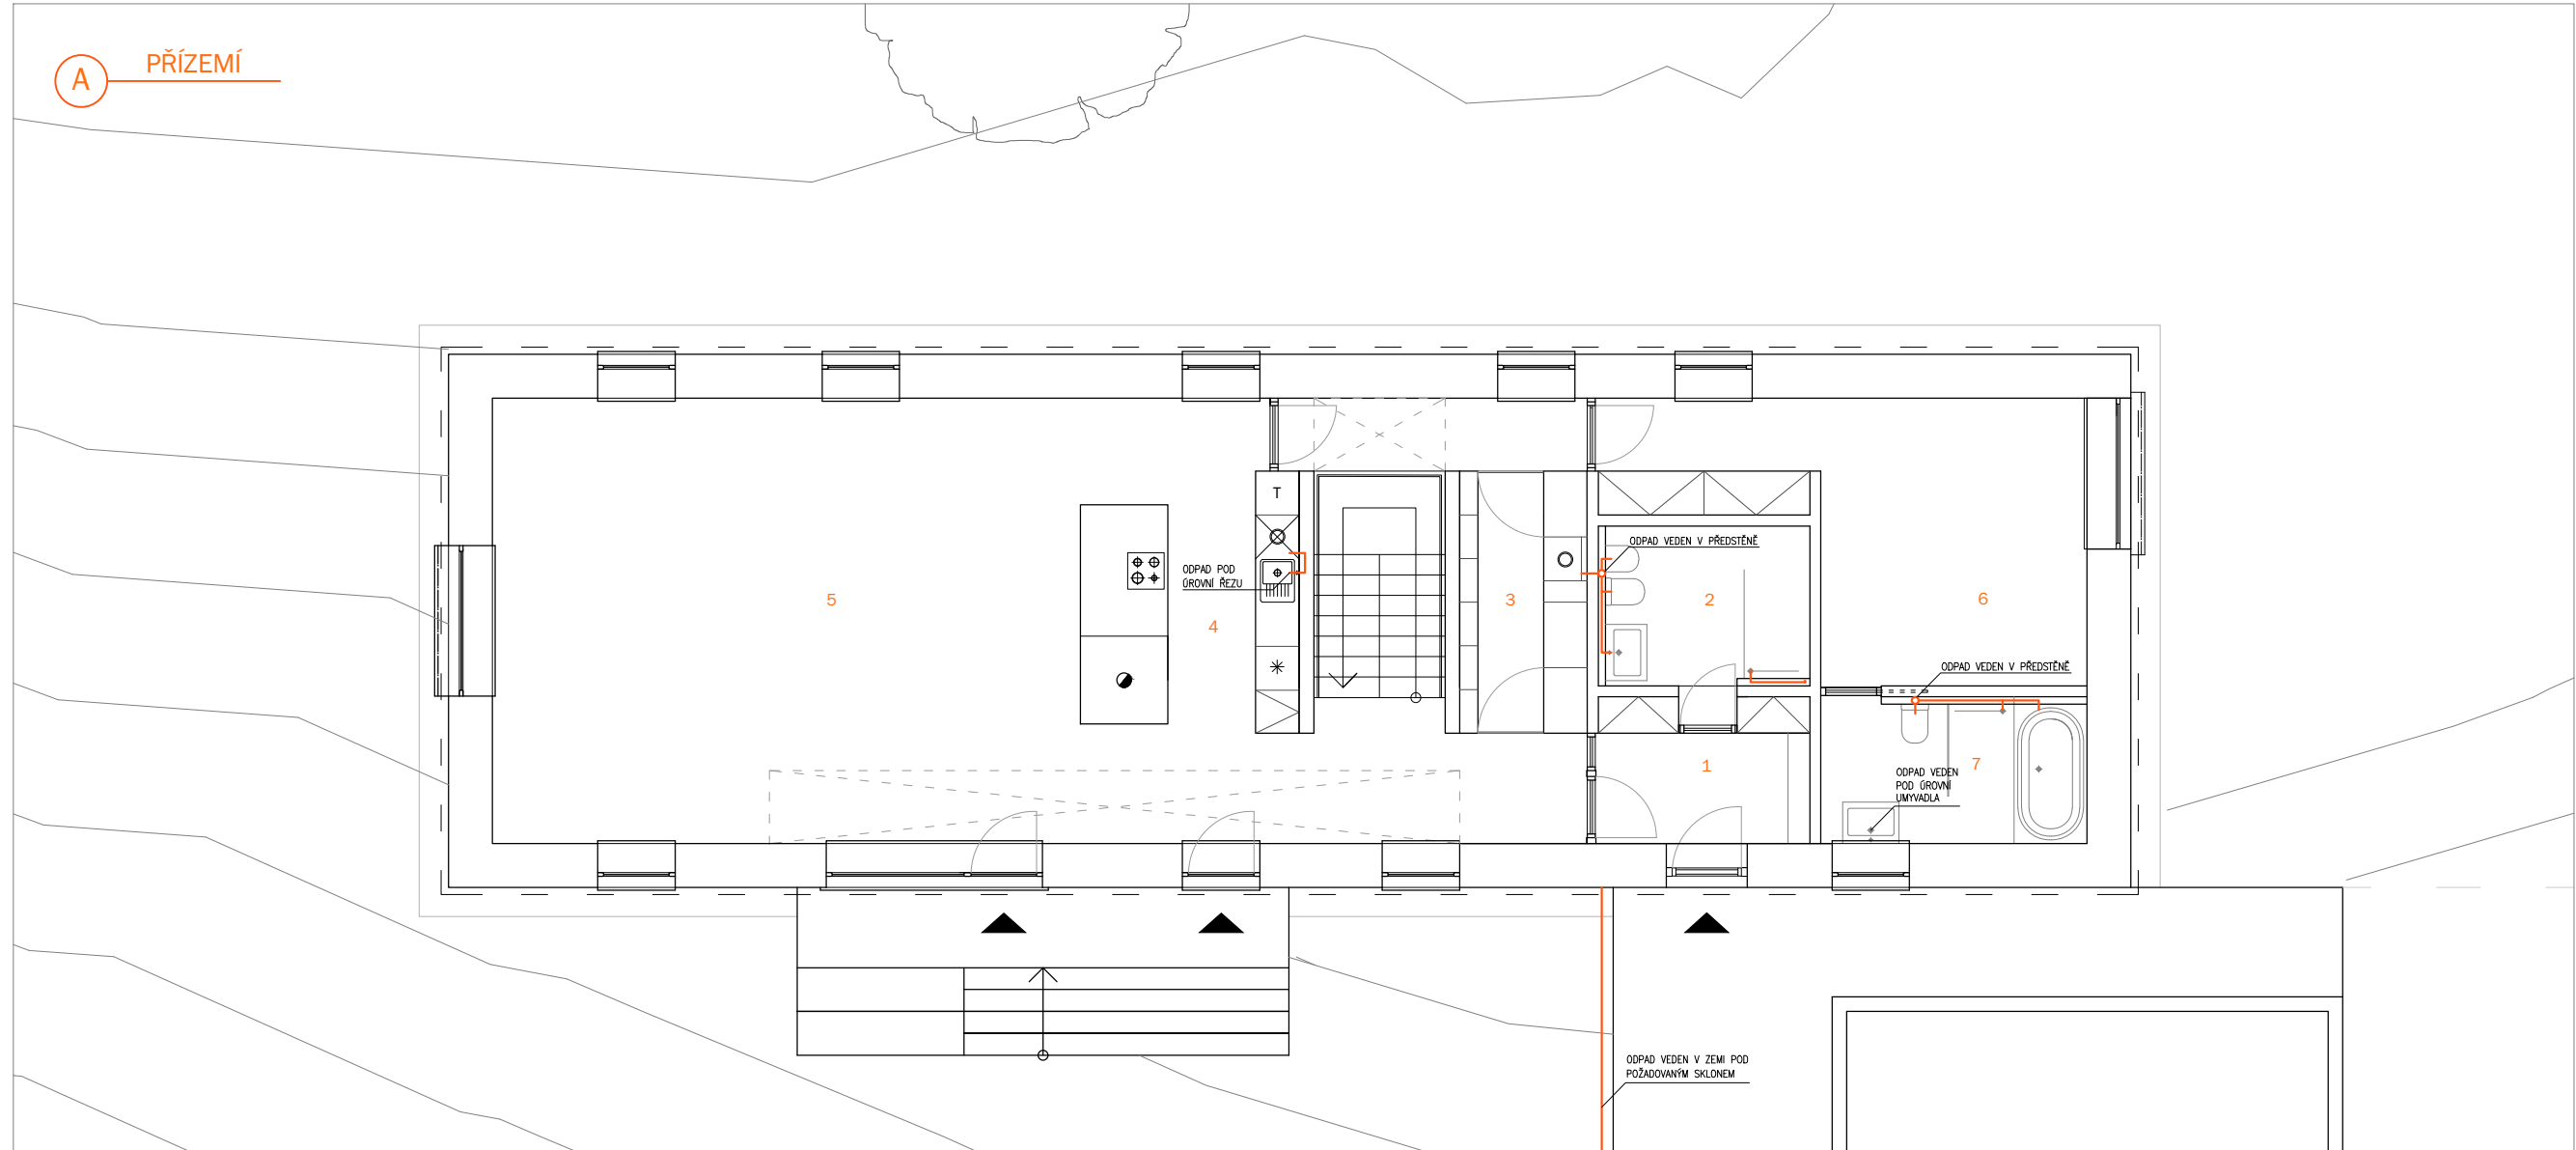 A
PŘÍZEMÍ
T
ODPAD VEDEN V PŘEDSTĚNĚ
ODPAD POD
ÚROVNÍ ŘEZU
5
4
3
2
6
ODPAD VEDEN V PŘEDSTĚNĚ
1
7
ODPAD VEDEN
POD ÚROVNÍ
UMYVADLA
ODPAD VEDEN V ZEMI POD
POŽADOVANÝM SKLONEM